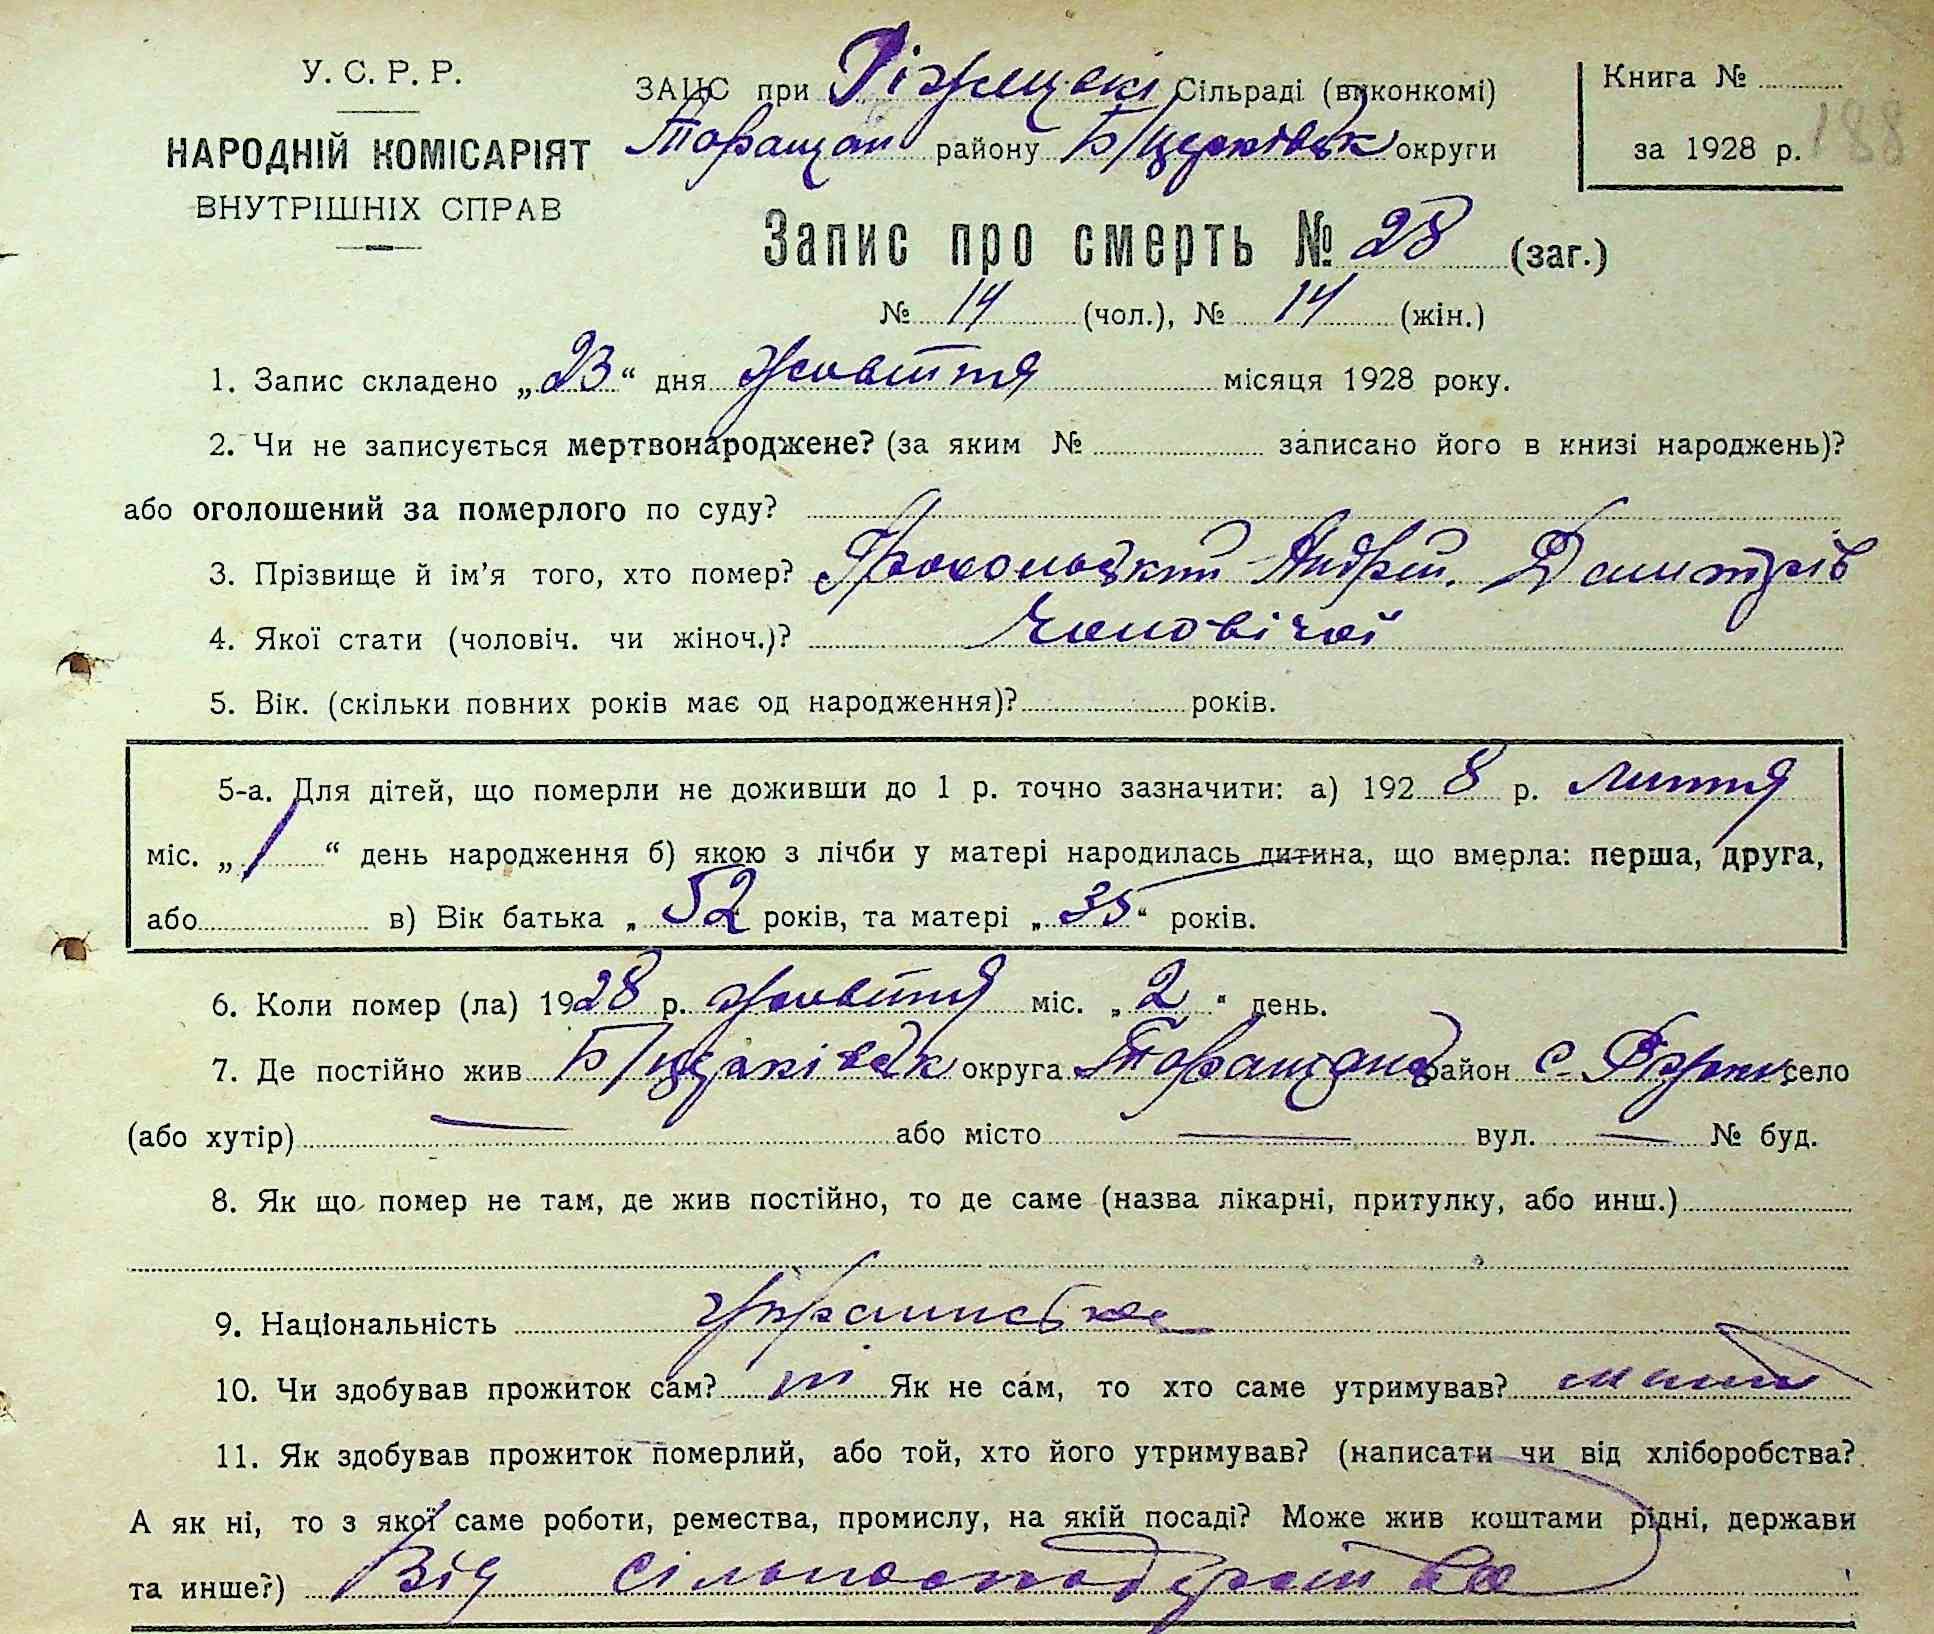 У. С. Р. Р.
НАРОДНІЙ КОМІСАРІЯТ
ВНУТРІШНІХ СПРАВ
ЗАЦС при Ріжецькі Сільраді (виконкомі)
Таращан району Б/церківськ округи
Книга №
за 1928 р. 188
Запис про смерть № 28 (заг.)
№ 14 (чол.), № 14 (жін.)
1. Запис складено „23“ дня жовтня місяця 1928 року.
2. Чи не записується мертвонароджене? (за яким № записано його в книзі народжень)?
або оголошений за померлого по суду?
3. Прізвище й ім’я того, хто помер? Андрій Дмитрів
4. Якої стати (чоловіч. чи жіноч.)? Чоловічої
5. Вік. (скільки повних років має од народження)? років.
5-а. Для дітей, що померли не доживши до 1 р. точно зазначити: а) 1928 р. липня
міс. „1“ день народження б) якою з лічби у матері народилась дитина, що вмерла: перша, друга,
або в) Вік батька „52 років, та матері „35“ років.
6. Коли помер (ла) 1928 р. жовтня міс. „2“ день.
7. Де постійно жив Б/церківськ округа Таращан район с. село
(або хутір) — або місто — вул. — № буд.
8. Як що помер не там, де жив постійно, то де саме (назва лікарні, притулку, або инш.)
9. Національність Українська
10. Чи здобував прожиток сам? ні Як не сам, то хто саме утримував?
11. Як здобував прожиток померлий, або той, хто його утримував? (написати чи від хліборобства?
А як ні, то з якої саме роботи, ремества, промислу, на якій посаді? Може жив коштами рідні, держави
та инше?) Від сільгосподарства